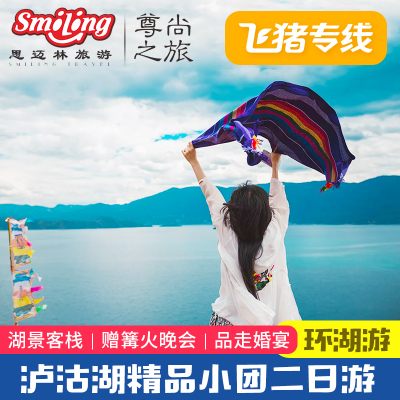 Smiling
思迈林旅游
SMILING TRAVEL
尊尚
之旅
飞猪专线
湖景客栈 | 赠篝火晚会 | 品走婚宴
环湖游
泸沽湖精品小团二日游